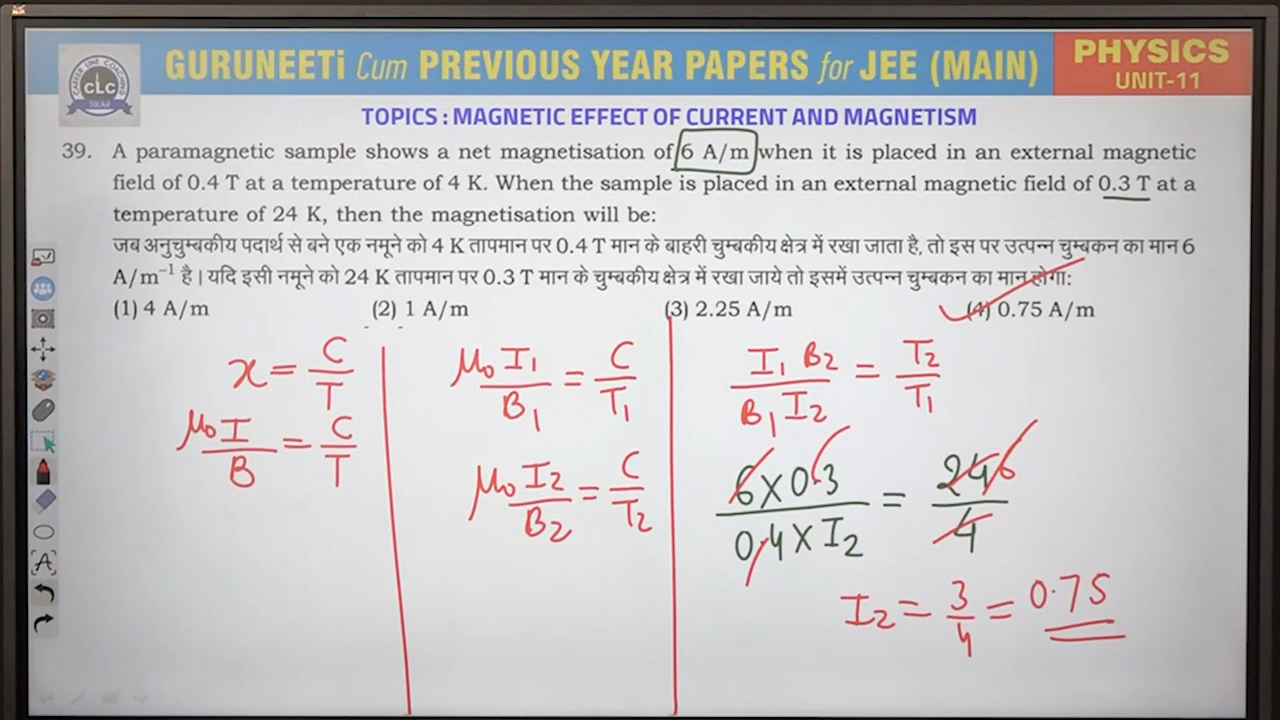 CAREER LINE COACHING
CLC
SIKAR
GURUNEETi Cum PREVIOUS YEAR PAPERS for JEE (MAIN)
PHYSICS
UNIT-11
TOPICS : MAGNETIC EFFECT OF CURRENT AND MAGNETISM
39. A paramagnetic sample shows a net magnetisation of 6 A/m when it is placed in an external magnetic
field of 0.4 T at a temperature of 4 K. When the sample is placed in an external magnetic field of 0.3 T at a
temperature of 24 K, then the magnetisation will be:
जब अनुचुम्बकीय पदार्थ से बने एक नमूने को 4 K तापमान पर 0.4 T मान के बाहरी चुम्बकीय क्षेत्र में रखा जाता है, तो इस पर उत्पन्न चुम्बकन का मान 6
A/m⁻¹ है। यदि इसी नमूने को 24 K तापमान पर 0.3 T मान के चुम्बकीय क्षेत्र में रखा जाये तो इसमें उत्पन्न चुम्बकन का मान होगा:
(1) 4 A/m (2) 1 A/m (3) 2.25 A/m (4) 0.75 A/m
x = C/T
μ₀I/B = C/T
μ₀I₁/B₁ = C/T₁
μ₀I₂/B₂ = C/T₂
I₁B₂/B₁I₂ = T₂/T₁
6×0.3/0.4×I₂ = 24 6/4
I₂ = 3/4 = 0.75